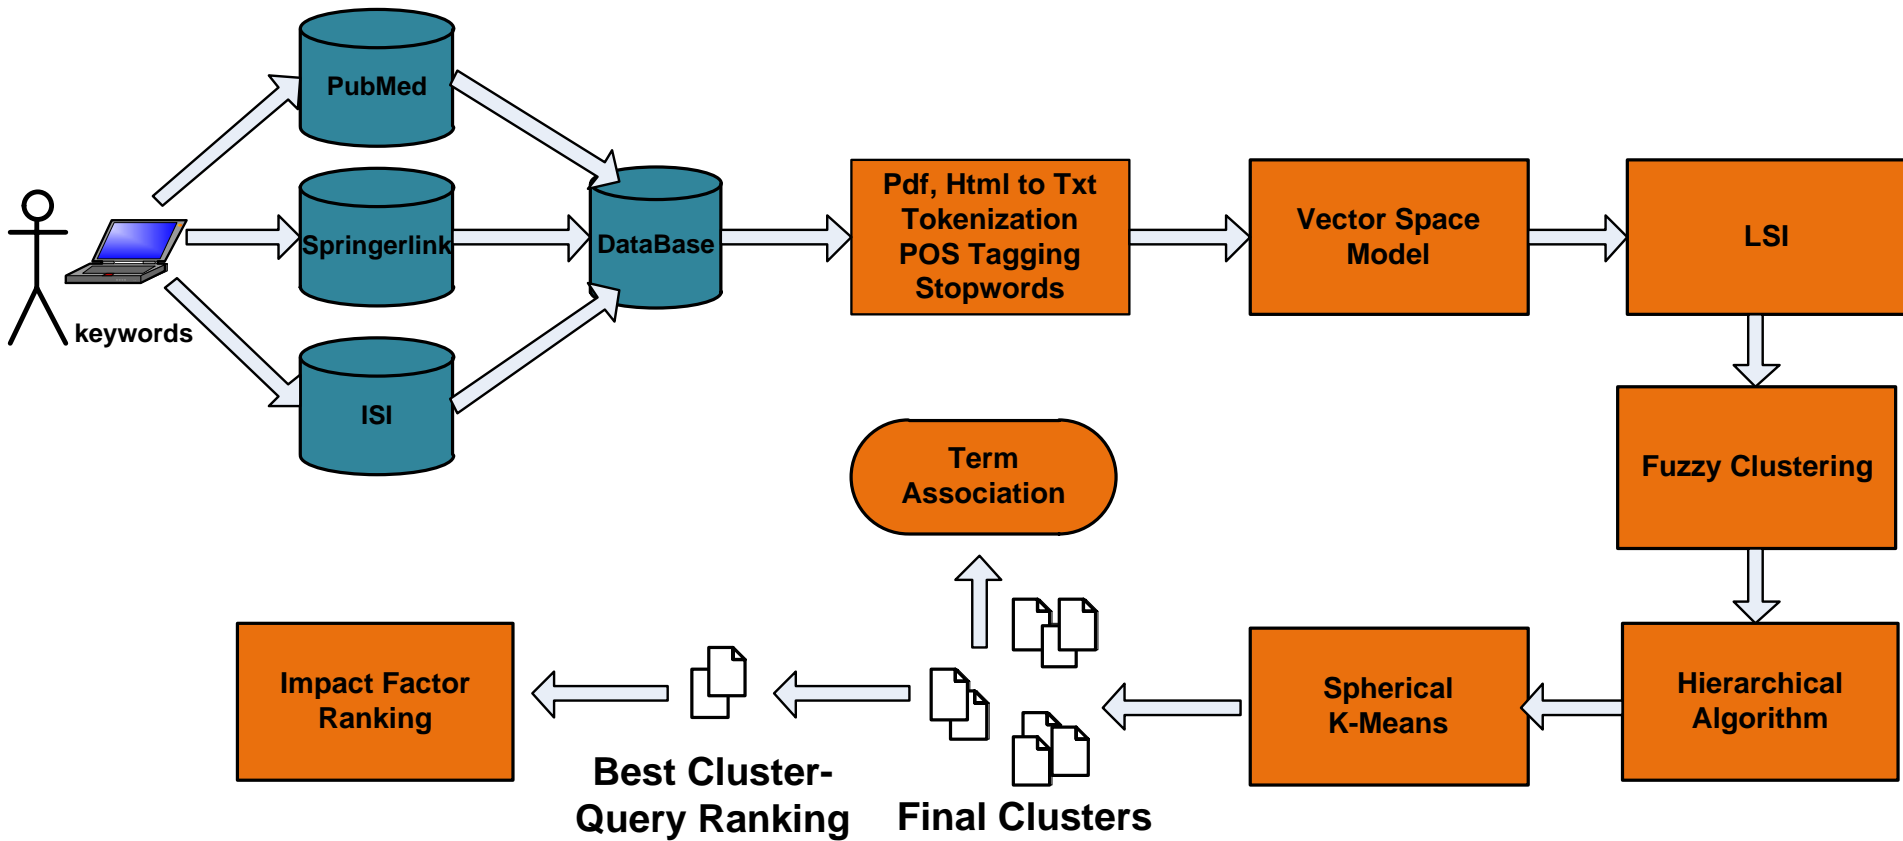 PubMed
Springerlink
ISI
keywords
DataBase
Pdf, Html to Txt
Tokenization
POS Tagging
Stopwords
Vector Space
Model
LSI
Fuzzy Clustering
Hierarchical
Algorithm
Spherical
K-Means
Final Clusters
Term
Association
Best Cluster-
Query Ranking
Impact Factor
Ranking